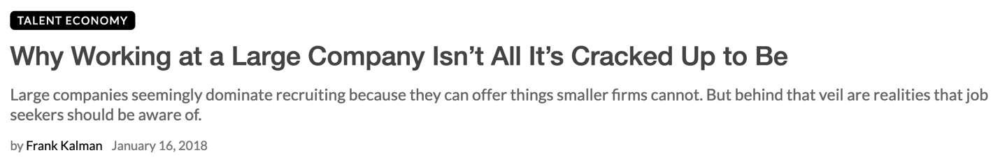 TALENT ECONOMY
Why Working at a Large Company Isn’t All It’s Cracked Up to Be
Large companies seemingly dominate recruiting because they can offer things smaller firms cannot. But behind that veil are realities that job
seekers should be aware of.
by Frank Kalman January 16, 2018